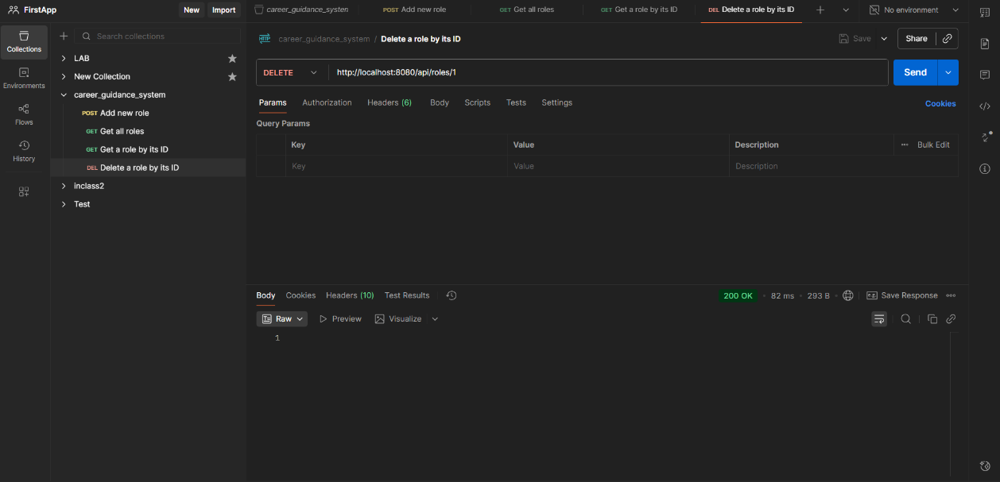 FirstApp
New
Import
career_guidance_systen
POST Add new role
GET Get all roles
GET Get a role by its ID
DEL Delete a role by its ID
No environment
Collections
Environments
Flows
History
Search collections
LAB
New Collection
career_guidance_system
POST Add new role
GET Get all roles
GET Get a role by its ID
DEL Delete a role by its ID
inclass2
Test
HTTP career_guidance_system / Delete a role by its ID
Save
Share
DELETE
http://localhost:8080/api/roles/1
Send
Params
Authorization
Headers (6)
Body
Scripts
Tests
Settings
Cookies
Query Params
Key
Value
Description
Bulk Edit
Key
Value
Description
Body
Cookies
Headers (10)
Test Results
200 OK
82 ms
293 B
Save Response
Raw
Preview
Visualize
1